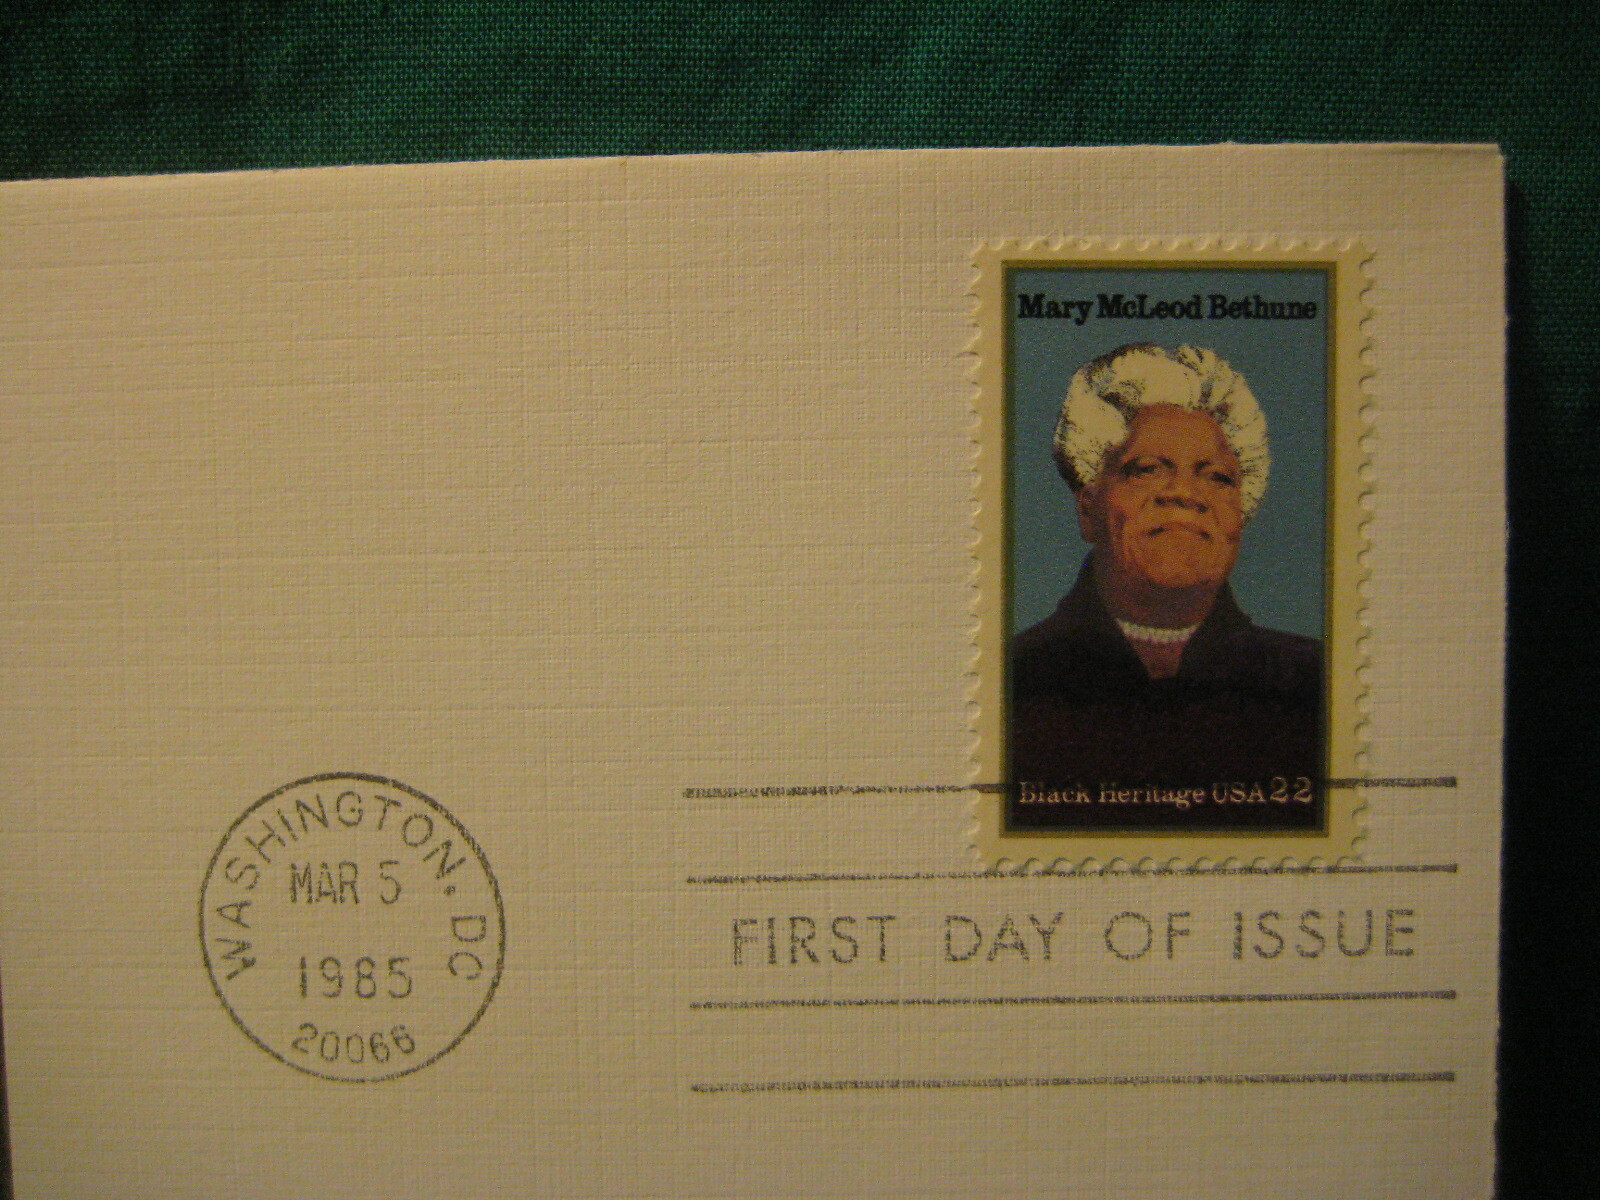 Mary McLeod Bethune
Black Heritage USA 22
WASHINGTON, DC
MAR 5
1985
20066
FIRST DAY OF ISSUE